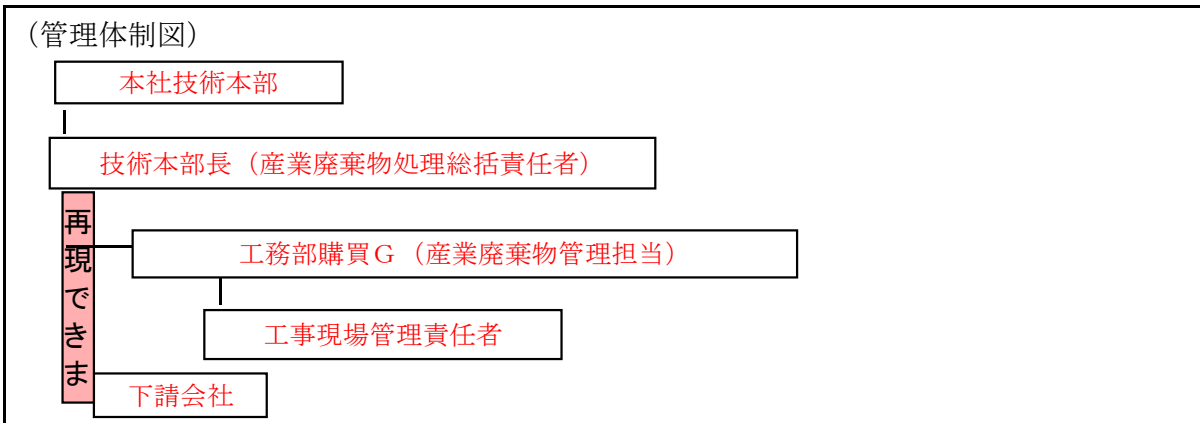 （管理体制図）
本社技術本部
技術本部長（産業廃棄物処理総括責任者）
再現できま
工務部購買Ｇ（産業廃棄物管理担当）
工事現場管理責任者
下請会社